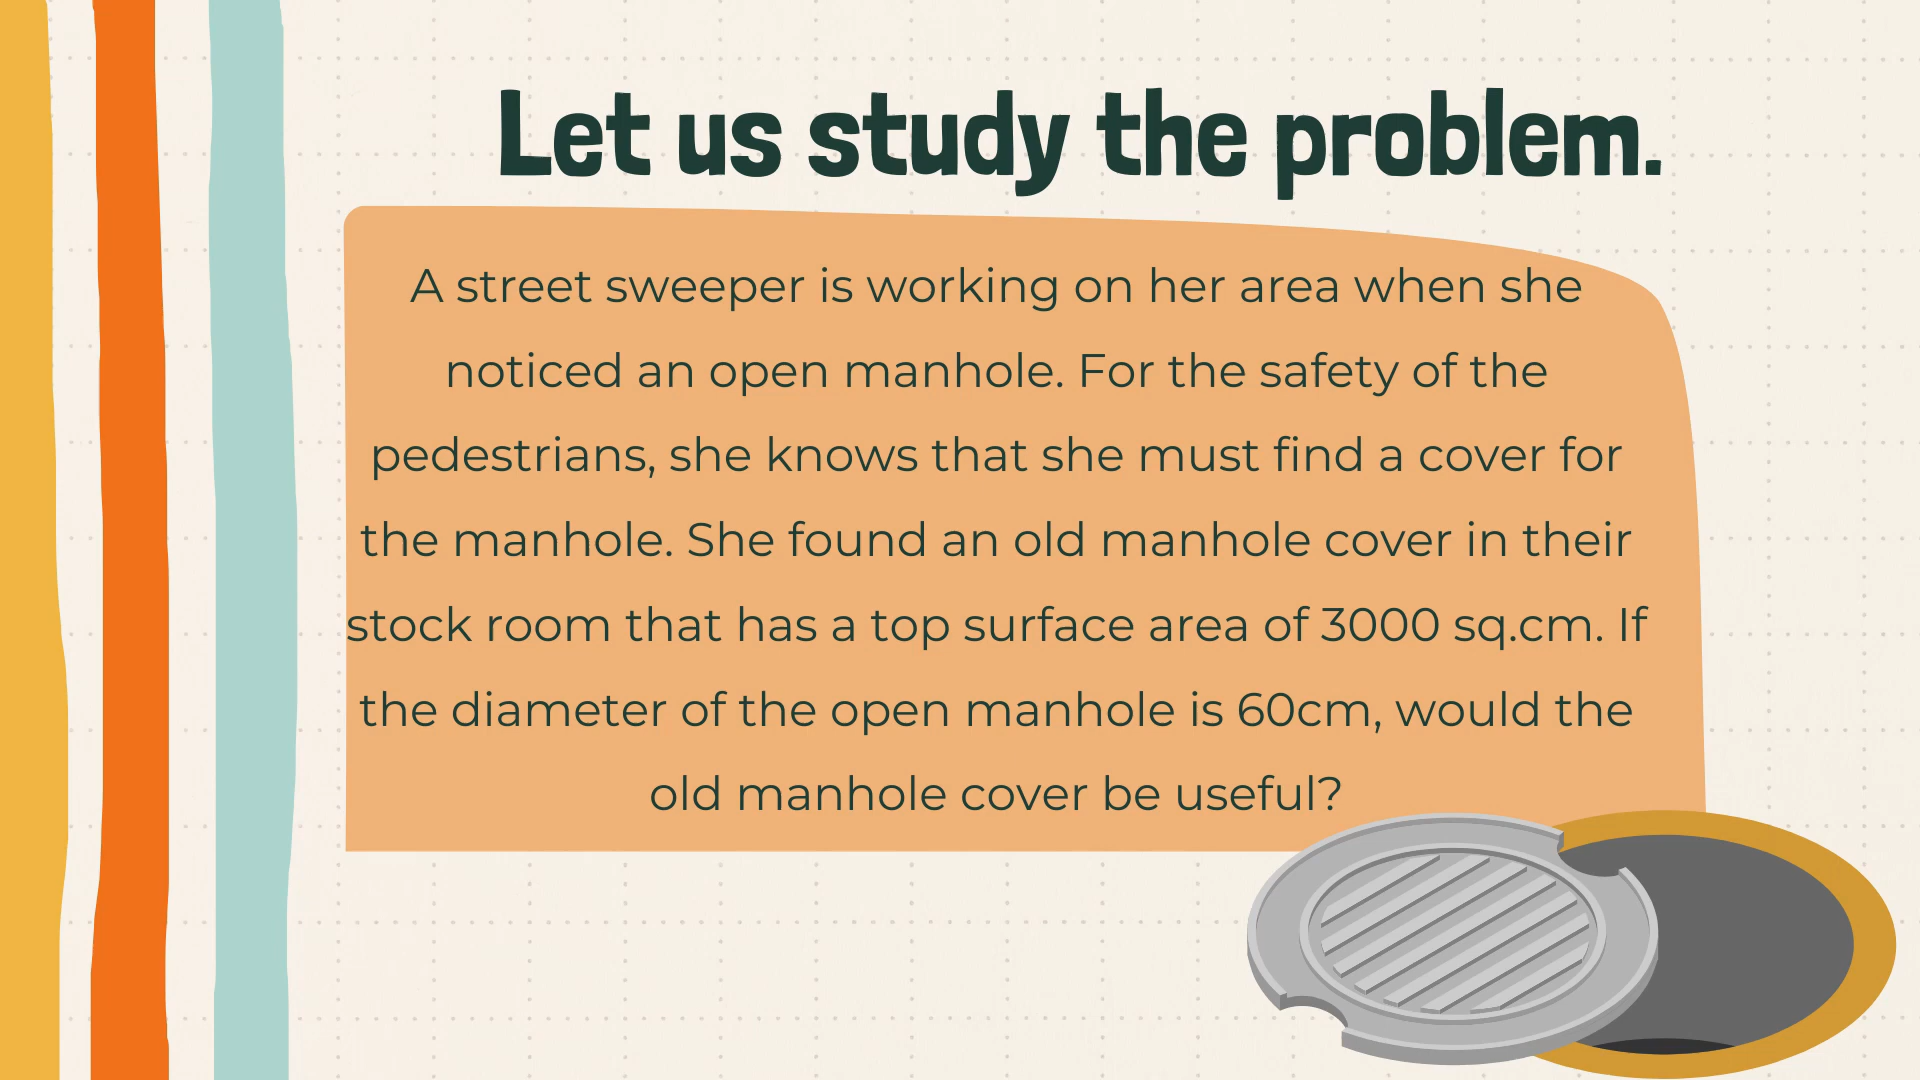 Let us study the problem.
A street sweeper is working on her area when she
noticed an open manhole. For the safety of the
pedestrians, she knows that she must find a cover for
the manhole. She found an old manhole cover in their
stock room that has a top surface area of 3000 sq.cm. If
the diameter of the open manhole is 60cm, would the
old manhole cover be useful?